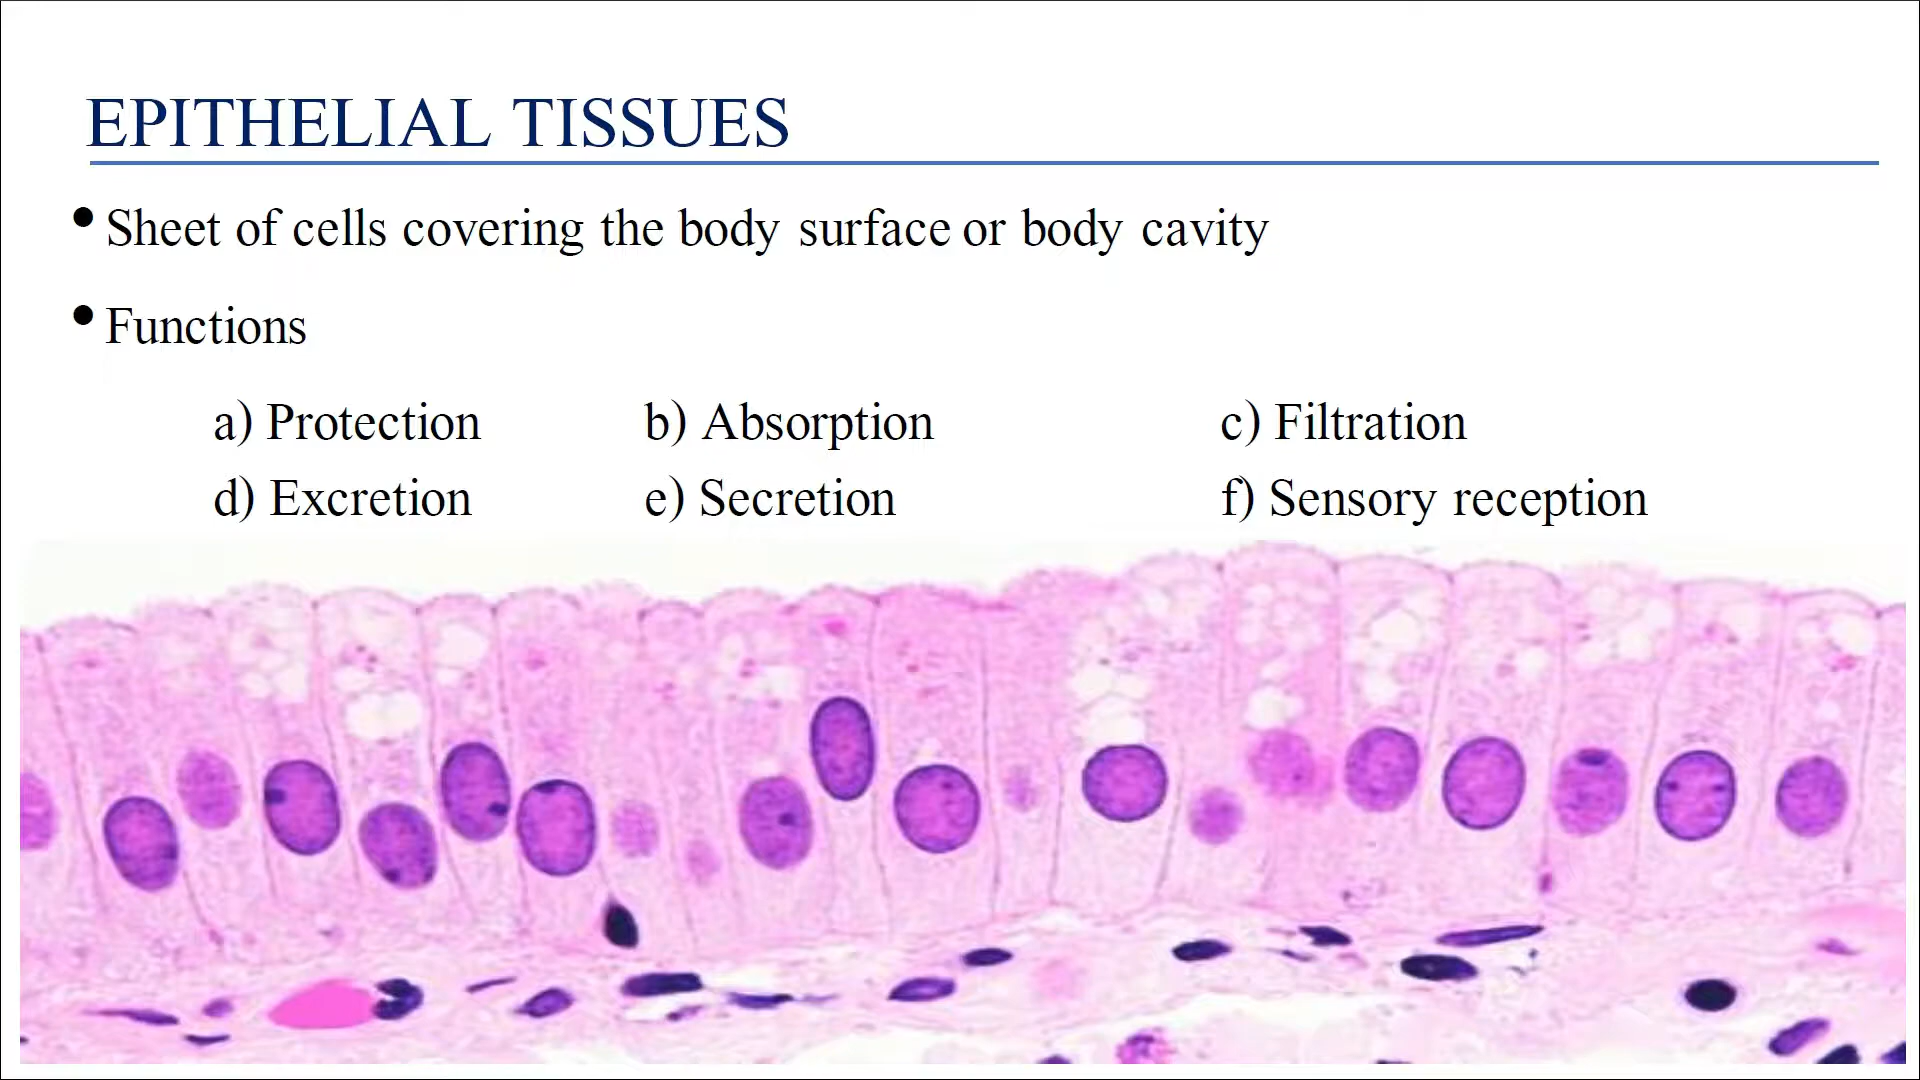 EPITHELIAL TISSUES
• Sheet of cells covering the body surface or body cavity
• Functions
a) Protection b) Absorption c) Filtration
d) Excretion e) Secretion f) Sensory reception